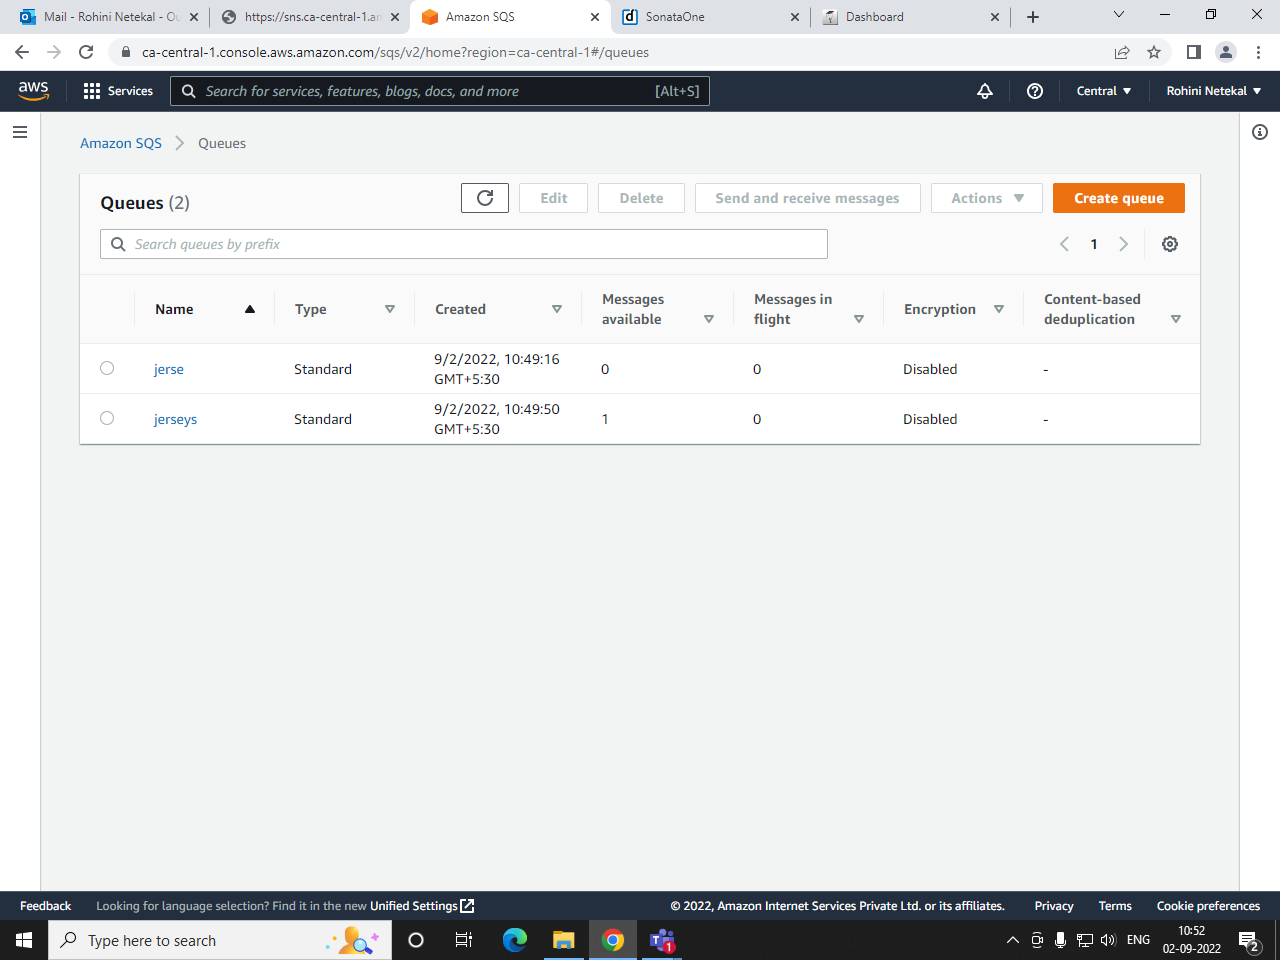 Mail - Rohini Netekal - Ou
https://sns.ca-central-1.am
Amazon SQS
SonataOne
Dashboard
ca-central-1.console.aws.amazon.com/sqs/v2/home?region=ca-central-1#/queues
aws
Services
Search for services, features, blogs, docs, and more
[Alt+S]
Central
Rohini Netekal
Amazon SQS
Queues
Queues (2)
Edit
Delete
Send and receive messages
Actions
Create queue
Search queues by prefix
1
Name
Type
Created
Messages available
Messages in flight
Encryption
Content-based deduplication
jerse
Standard
9/2/2022, 10:49:16 GMT+5:30
0
0
Disabled
-
jerseys
Standard
9/2/2022, 10:49:50 GMT+5:30
1
0
Disabled
-
Feedback
Looking for language selection? Find it in the new Unified Settings
© 2022, Amazon Internet Services Private Ltd. or its affiliates.
Privacy
Terms
Cookie preferences
Type here to search
1
ENG
10:52
02-09-2022
2